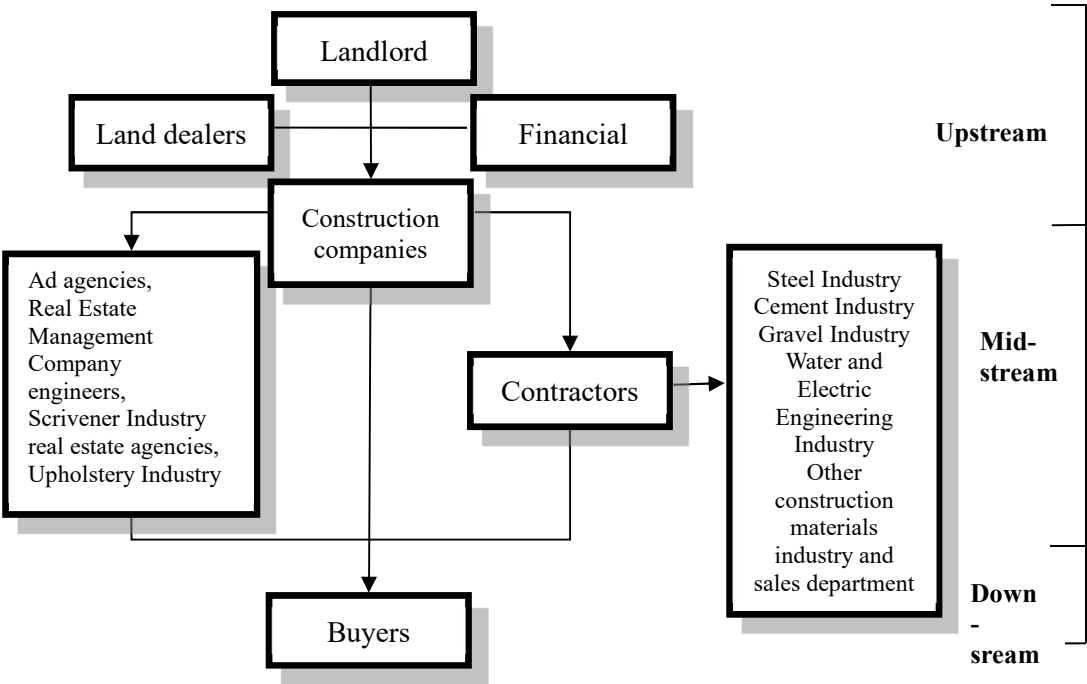 Landlord
Land dealers
Financial
Upstream
Construction
companies
Ad agencies,
Real Estate
Management
Company
engineers,
Scrivener Industry
real estate agencies,
Upholstery Industry
Contractors
Steel Industry
Cement Industry
Gravel Industry
Water and
Electric
Engineering
Industry
Other
construction
materials
industry and
sales department
Mid-
stream
Buyers
Down
-
sream